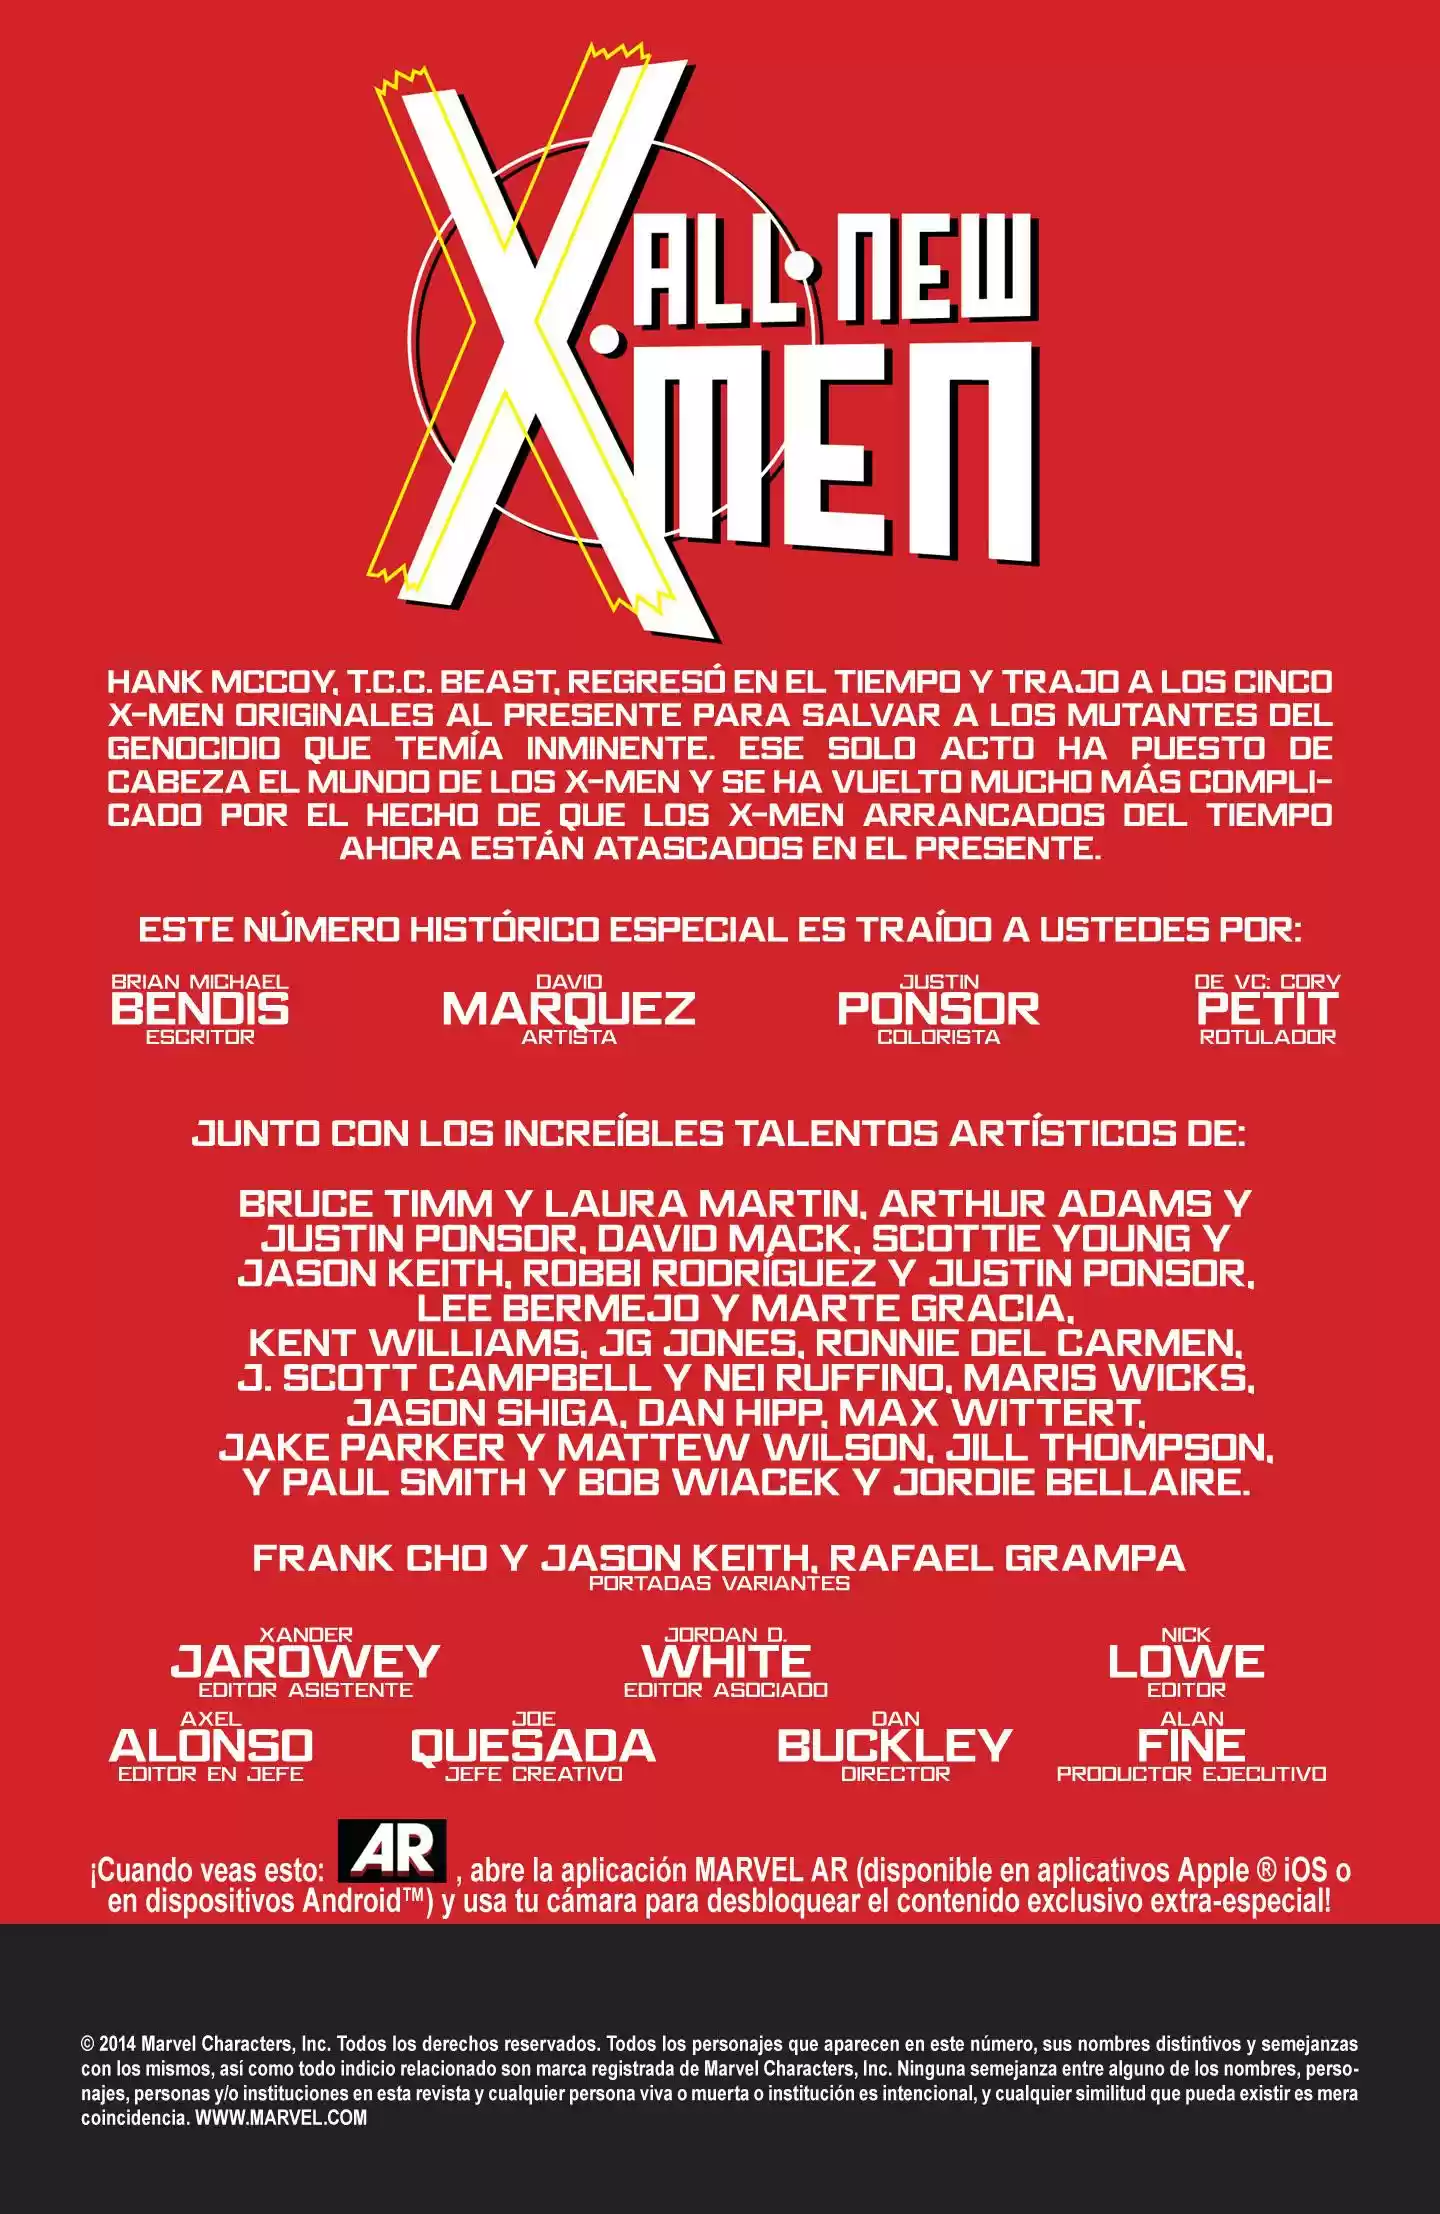 ALL NEW
X-MEN
HANK MCCOY, T.C.C. BEAST, REGRESÓ EN EL TIEMPO Y TRAJO A LOS CINCO
X-MEN ORIGINALES AL PRESENTE PARA SALVAR A LOS MUTANTES DEL
GENOCIDIO QUE TEMÍA INMINENTE. ESE SOLO ACTO HA PUESTO DE
CABEZA EL MUNDO DE LOS X-MEN Y SE HA VUELTO MUCHO MÁS COMPLI-
CADO POR EL HECHO DE QUE LOS X-MEN ARRANCADOS DEL TIEMPO
AHORA ESTÁN ATASCADOS EN EL PRESENTE.
ESTE NÚMERO HISTÓRICO ESPECIAL ES TRAÍDO A USTEDES POR:
BRIAN MICHAEL
BENDIS
ESCRITOR
DAVID
MARQUEZ
ARTISTA
JUSTIN
PONSOR
COLORISTA
DE VC: CORY
PETIT
ROTULADOR
JUNTO CON LOS INCREÍBLES TALENTOS ARTÍSTICOS DE:
BRUCE TIMM Y LAURA MARTIN, ARTHUR ADAMS Y
JUSTIN PONSOR, DAVID MACK, SCOTTIE YOUNG Y
JASON KEITH, ROBBI RODRÍGUEZ Y JUSTIN PONSOR,
LEE BERMEJO Y MARTE GRACIA,
KENT WILLIAMS, JG JONES, RONNIE DEL CARMEN,
J. SCOTT CAMPBELL Y NEI RUFFINO, MARIS WICKS,
JASON SHIGA, DAN HIPP, MAX WITTERT,
JAKE PARKER Y MATTEW WILSON, JILL THOMPSON,
Y PAUL SMITH Y BOB WIACEK Y JORDIE BELLAIRE.
FRANK CHO Y JASON KEITH, RAFAEL GRAMPA
PORTADAS VARIANTES
XANDER
JAROWEY
EDITOR ASISTENTE
JORDAN D.
WHITE
EDITOR ASOCIADO
NICK
LOWE
EDITOR
AXEL
ALONSO
EDITOR EN JEFE
JOE
QUESADA
JEFE CREATIVO
DAN
BUCKLEY
DIRECTOR
ALAN
FINE
PRODUCTOR EJECUTIVO
¡Cuando veas esto: AR , abre la aplicación MARVEL AR (disponible en aplicativos Apple ® iOS o
en dispositivos Android™) y usa tu cámara para desbloquear el contenido exclusivo extra-especial!
© 2014 Marvel Characters, Inc. Todos los derechos reservados. Todos los personajes que aparecen en este número, sus nombres distintivos y semejanzas
con los mismos, así como todo indicio relacionado son marca registrada de Marvel Characters, Inc. Ninguna semejanza entre alguno de los nombres, perso-
najes, personas y/o instituciones en esta revista y cualquier persona viva o muerta o institución es intencional, y cualquier similitud que pueda existir es mera
coincidencia. WWW.MARVEL.COM